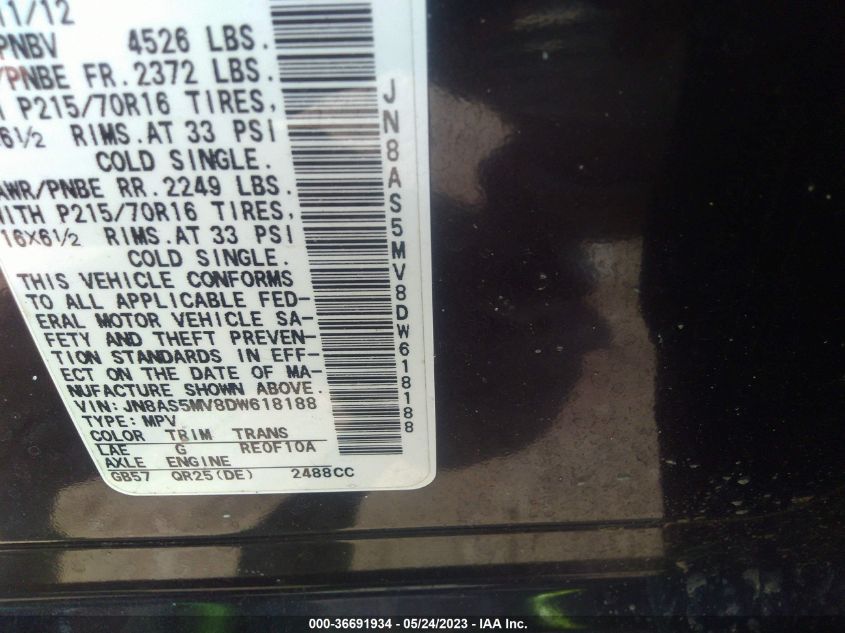 11/12
PNBV 4526 LBS.
/PNBE FR.2372 LBS.
P215/70R16 TIRES,
6½ RIMS.AT 33 PSI
COLD SINGLE.
AWR/PNBE RR.2249 LBS.
ITH P215/70R16 TIRES,
16X6½ RIMS.AT 33 PSI
COLD SINGLE.
THIS VEHICLE CONFORMS
TO ALL APPLICABLE FED-
ERAL MOTOR VEHICLE SA-
FETY AND THEFT PREVEN-
TION STANDARDS IN EFF-
ECT ON THE DATE OF MA-
NUFACTURE SHOWN ABOVE.
VIN: JN8AS5MV8DW618188
TYPE: MPV
COLOR TRIM TRANS
LAE G RE0F10A
AXLE ENGINE
GB57 QR25(DE) 2488CC
JN8AS5MV8DW618188
000-36691934 - 05/24/2023 - IAA Inc.